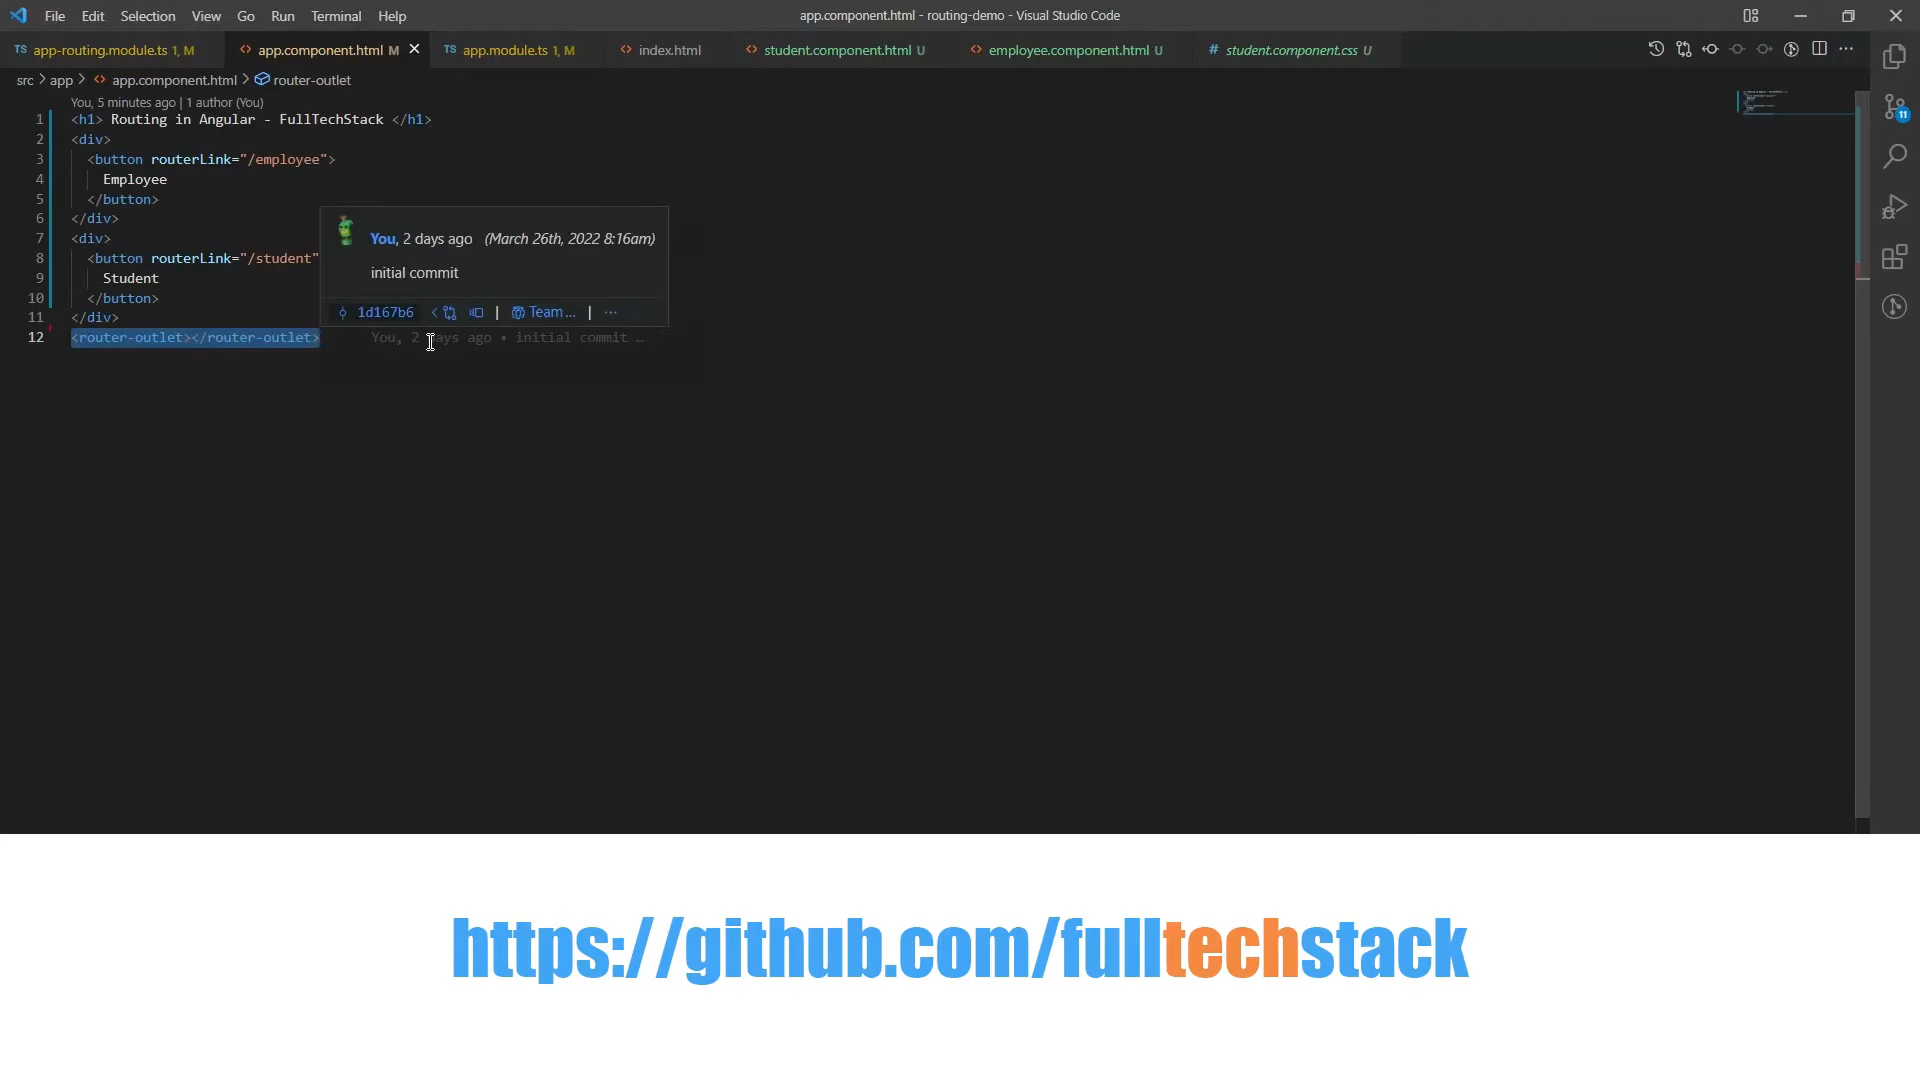 File Edit Selection View Go Run Terminal Help
app.component.html - routing-demo - Visual Studio Code
TS app-routing.module.ts 1, M
<> app.component.html M
TS app.module.ts 1, M
<> index.html
<> student.component.html U
<> employee.component.html U
# student.component.css U
src > app > <> app.component.html > router-outlet
You, 5 minutes ago | 1 author (You)
1 <h1> Routing in Angular - FullTechStack </h1>
2 <div>
3 <button routerLink="/employee">
4 Employee
5 </button>
6 </div>
7 <div>
8 <button routerLink="/student"
9 Student
10 </button>
11 </div>
12 <router-outlet></router-outlet> You, 2 days ago • initial commit …
You, 2 days ago (March 26th, 2022 8:16am)
initial commit
1d167b6 | Team... | ...
11
https://github.com/fulltechstack